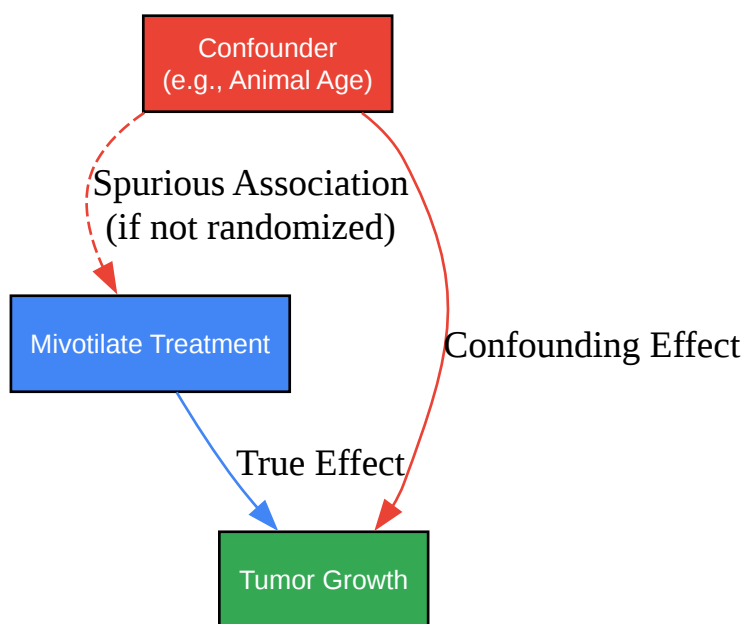 Confounder
(e.g., Animal Age)
Spurious Association
(if not randomized)
Mivotilate Treatment
Confounding Effect
True Effect
Tumor Growth